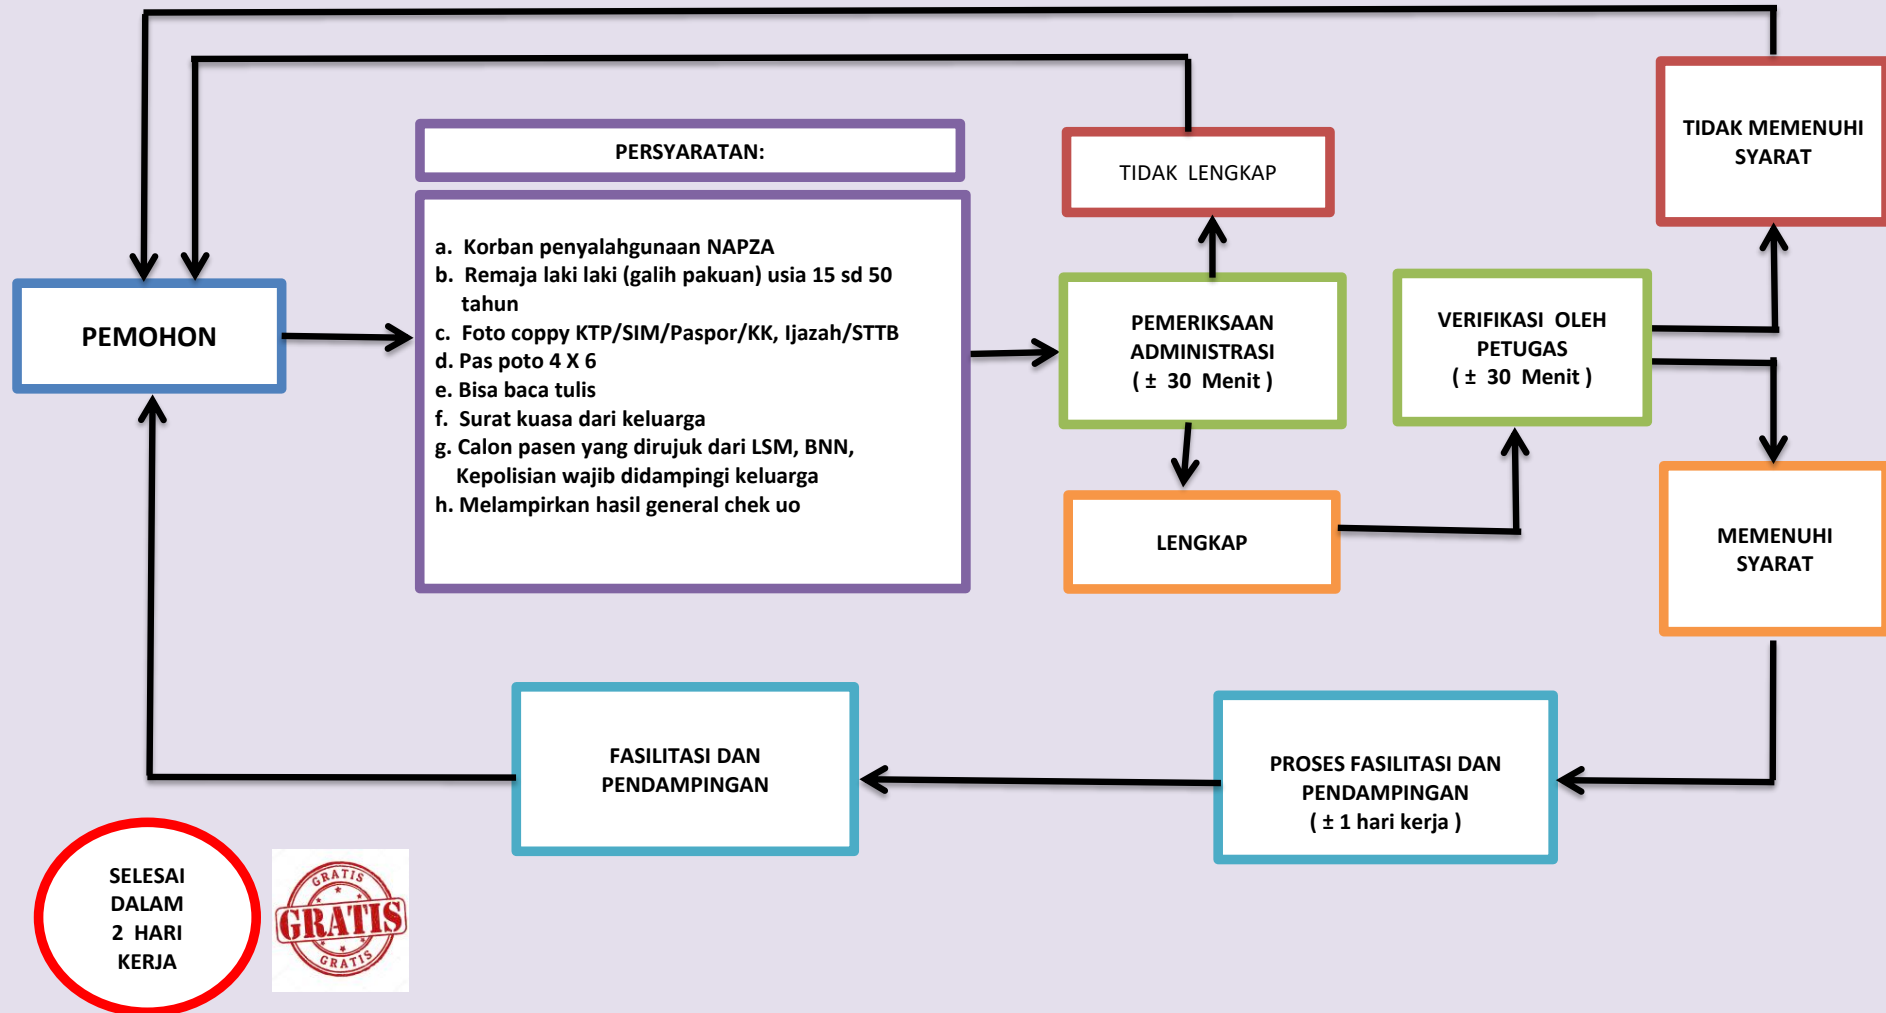 PERSYARATAN:
TIDAK LENGKAP
TIDAK MEMENUHI
SYARAT
PEMOHON
a. Korban penyalahgunaan NAPZA
b. Remaja laki laki (galih pakuan) usia 15 sd 50
tahun
c. Foto coppy KTP/SIM/Paspor/KK, Ijazah/STTB
d. Pas poto 4 X 6
e. Bisa baca tulis
f. Surat kuasa dari keluarga
g. Calon pasen yang dirujuk dari LSM, BNN,
Kepolisian wajib didampingi keluarga
h. Melampirkan hasil general chek uo
PEMERIKSAAN
ADMINISTRASI
( ± 30 Menit )
VERIFIKASI OLEH
PETUGAS
( ± 30 Menit )
LENGKAP
MEMENUHI
SYARAT
FASILITASI DAN
PENDAMPINGAN
PROSES FASILITASI DAN
PENDAMPINGAN
( ± 1 hari kerja )
SELESAI
DALAM
2 HARI
KERJA
GRATIS
GRATIS
GRATIS